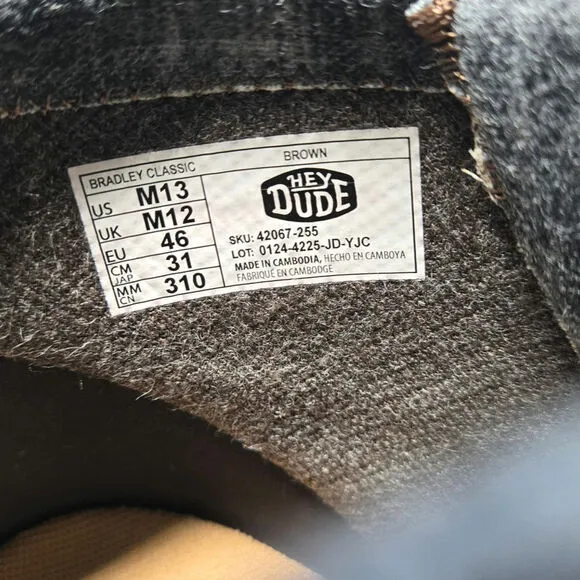 BRADLEY CLASSIC
BROWN
US M13
UK M12
EU 46
CM JAP 31
MM CN 310
HEY
DUDE
SKU: 42067-255
LOT: 0124-4225-JD-YJC
MADE IN CAMBODIA, HECHO EN CAMBOYA
FABRIQUÉ EN CAMBODGE